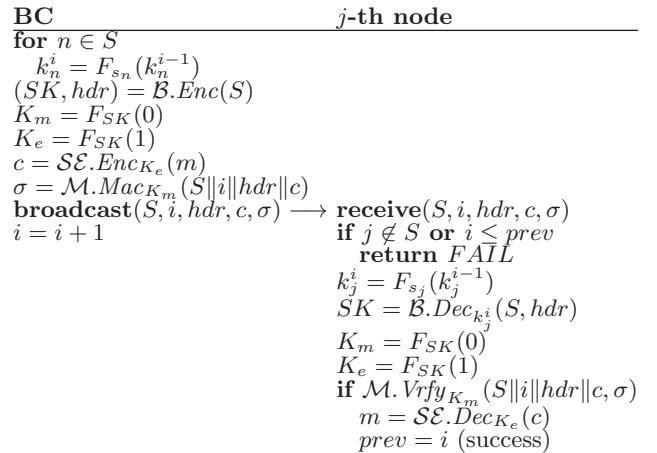 BC j-th node
for n ∈ S
k_n^i = F_{s_n}(k_n^{i−1})
(SK, hdr) = B.Enc(S)
K_m = F_{SK}(0)
K_e = F_{SK}(1)
c = SE.Enc_{K_e}(m)
σ = M.Mac_{K_m}(S‖i‖hdr‖c)
broadcast(S, i, hdr, c, σ) ⟶ receive(S, i, hdr, c, σ)
i = i + 1 if j ∉ S or i ≤ prev
return FAIL
k_j^i = F_{s_j}(k_j^{i−1})
SK = B.Dec_{k_j^i}(S, hdr)
K_m = F_{SK}(0)
K_e = F_{SK}(1)
if M.Vrfy_{K_m}(S‖i‖hdr‖c, σ)
m = SE.Dec_{K_e}(c)
prev = i (success)